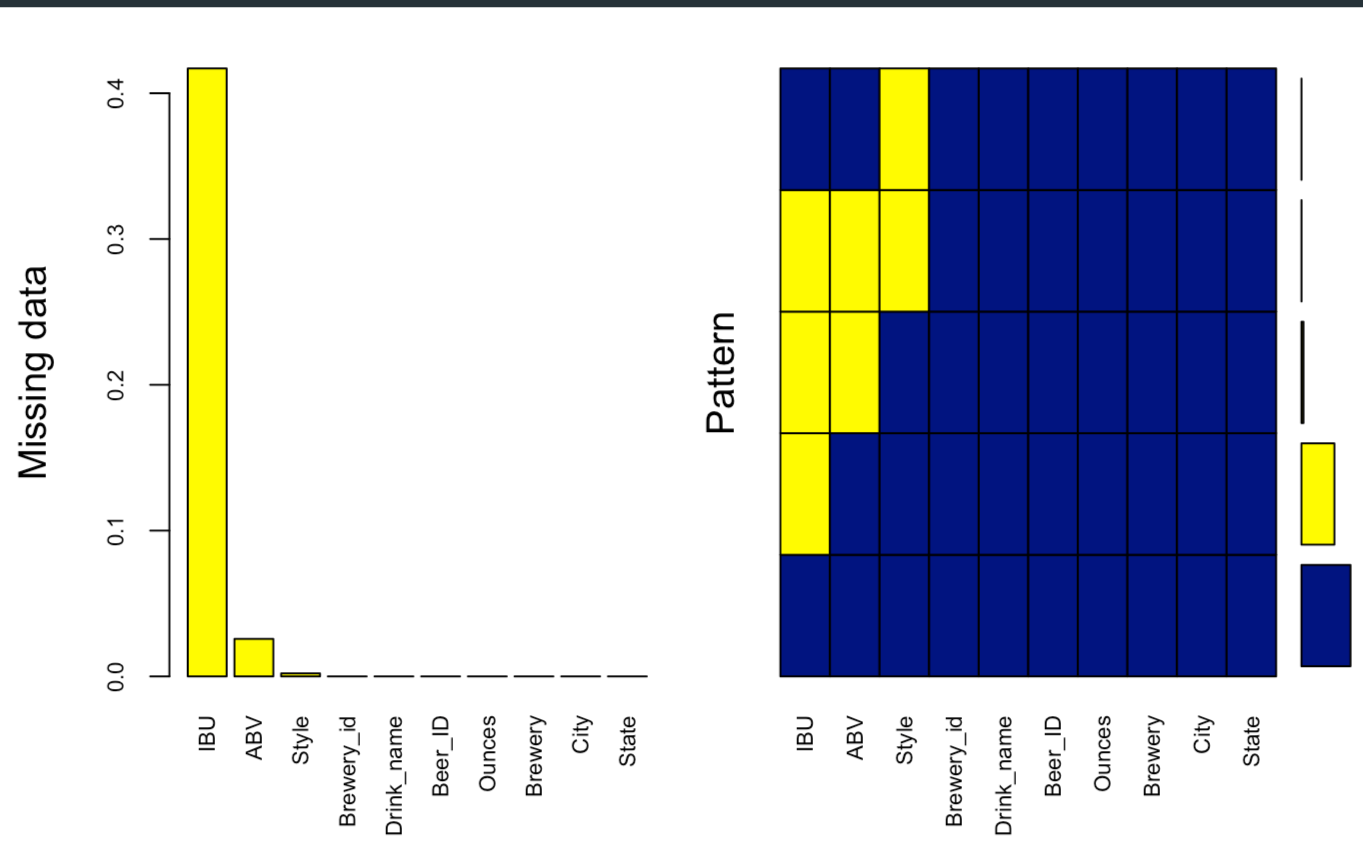 Missing data
0.4
0.3
0.2
0.1
0.0
IBU
ABV
Style
Brewery_id
Drink_name
Beer_ID
Ounces
Brewery
City
State
Pattern
IBU
ABV
Style
Brewery_id
Drink_name
Beer_ID
Ounces
Brewery
City
State